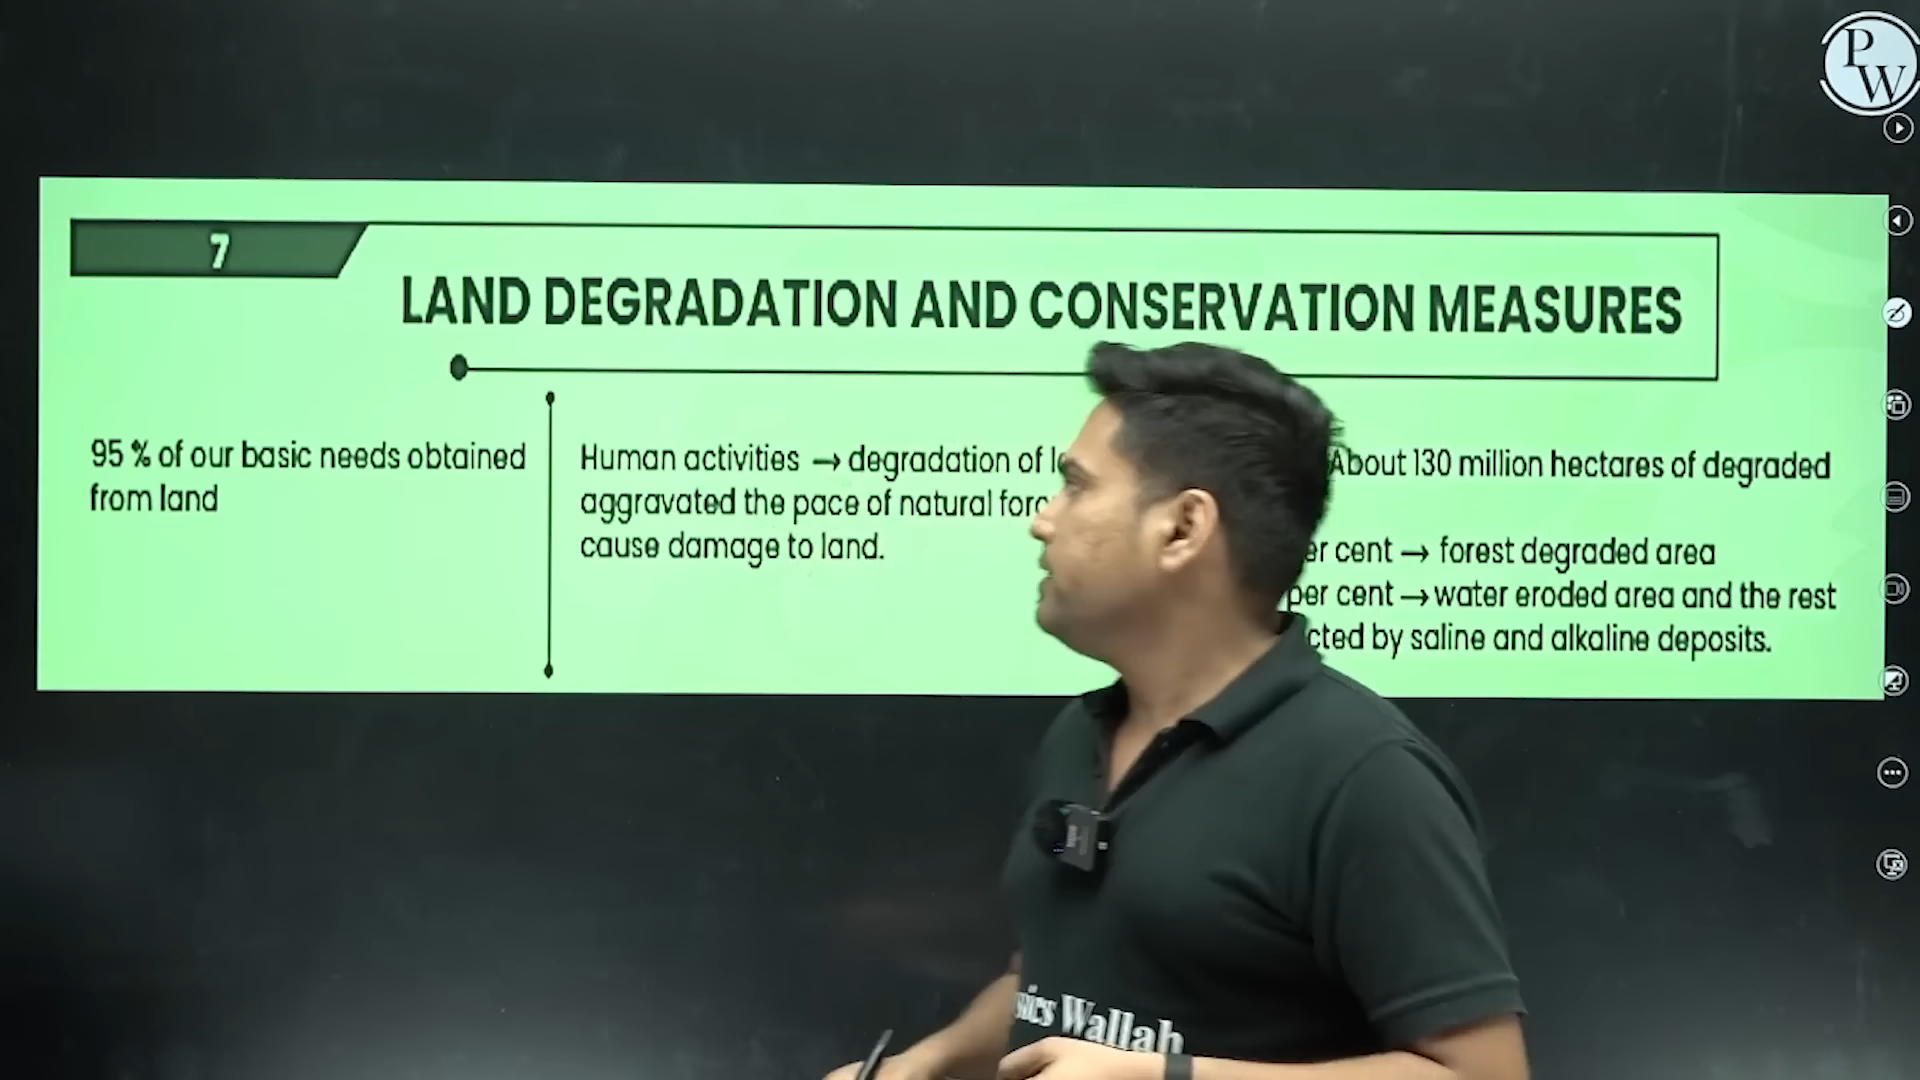 PW
7
LAND DEGRADATION AND CONSERVATION MEASURES
95 % of our basic needs obtained
from land
Human activities → degradation of
aggravated the pace of natural
cause damage to land.
About 130 million hectares of degraded
cent → forest degraded area
per cent → water eroded area and the rest
by saline and alkaline deposits.
Wallah